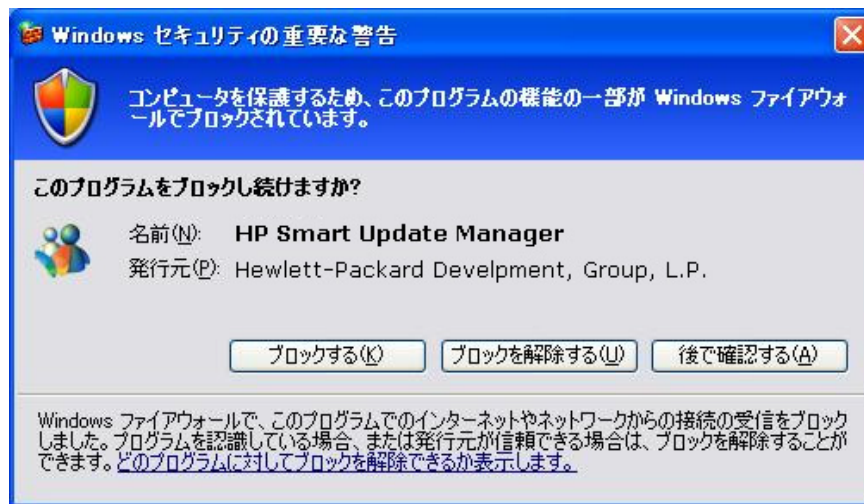 Windows セキュリティの重要な警告
コンピュータを保護するため、このプログラムの機能の一部が Windows ファイアウォ
ールでブロックされています。
このプログラムをブロックし続けますか?
名前(N): HP Smart Update Manager
発行元(P): Hewlett-Packard Develpment, Group, L.P.
ブロックする(K) ブロックを解除する(U) 後で確認する(A)
Windows ファイアウォールで、このプログラムでのインターネットやネットワークからの接続の受信をブロック
しました。プログラムを認識している場合、または発行元が信頼できる場合は、ブロックを解除することが
できます。どのプログラムに対してブロックを解除できるか表示します。